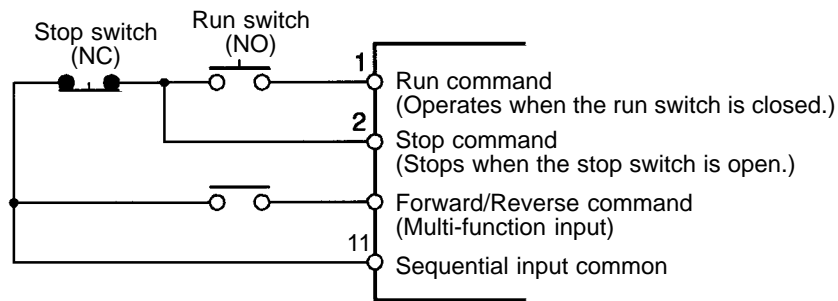 Stop switch
(NC)
Run switch
(NO)
1
Run command
(Operates when the run switch is closed.)
2
Stop command
(Stops when the stop switch is open.)
Forward/Reverse command
(Multi-function input)
11
Sequential input common